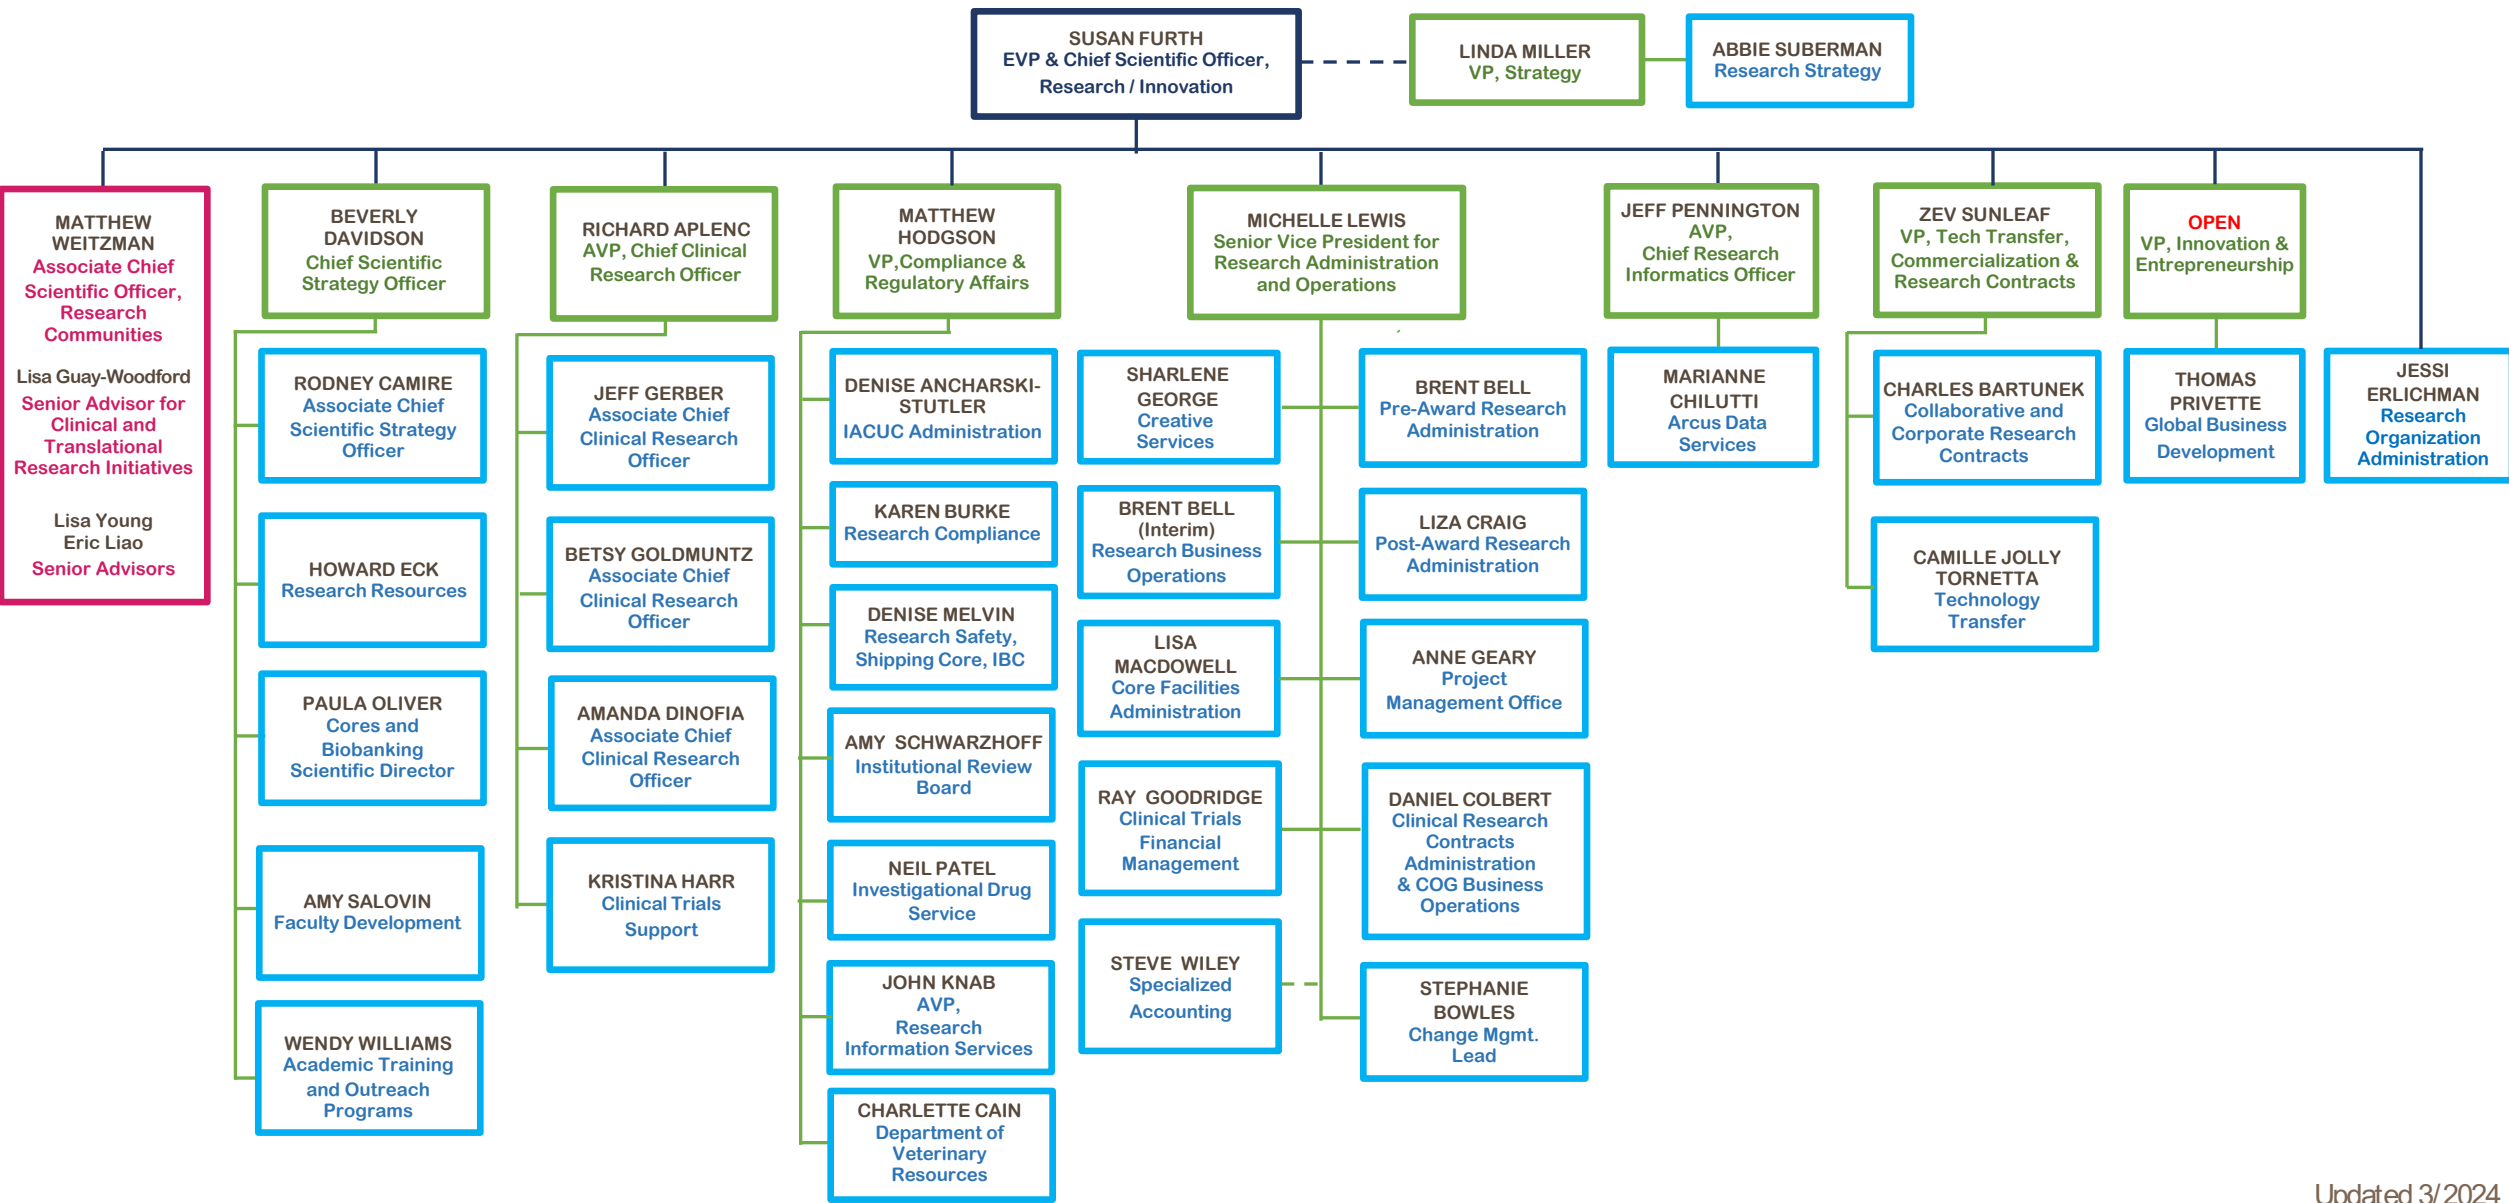 SUSAN FURTH
EVP & Chief Scientific Officer,
Research / Innovation
LINDA MILLER
VP, Strategy
ABBIE SUBERMAN
Research Strategy
MATTHEW
WEITZMAN
Associate Chief
Scientific Officer,
Research
Communities
Lisa Guay-Woodford
Senior Advisor for
Clinical and
Translational
Research Initiatives
Lisa Young
Eric Liao
Senior Advisors
BEVERLY
DAVIDSON
Chief Scientific
Strategy Officer
RODNEY CAMIRE
Associate Chief
Scientific Strategy
Officer
HOWARD ECK
Research Resources
PAULA OLIVER
Cores and
Biobanking
Scientific Director
AMY SALOVIN
Faculty Development
WENDY WILLIAMS
Academic Training
and Outreach
Programs
RICHARD APLENC
AVP, Chief Clinical
Research Officer
JEFF GERBER
Associate Chief
Clinical Research
Officer
BETSY GOLDMUNTZ
Associate Chief
Clinical Research
Officer
AMANDA DINOFIA
Associate Chief
Clinical Research
Officer
KRISTINA HARR
Clinical Trials
Support
MATTHEW
HODGSON
VP,Compliance &
Regulatory Affairs
DENISE ANCHARSKI-
STUTLER
IACUC Administration
KAREN BURKE
Research Compliance
DENISE MELVIN
Research Safety,
Shipping Core, IBC
AMY SCHWARZHOFF
Institutional Review
Board
NEIL PATEL
Investigational Drug
Service
JOHN KNAB
AVP,
Research
Information Services
CHARLETTE CAIN
Department of
Veterinary
Resources
MICHELLE LEWIS
Senior Vice President for
Research Administration
and Operations
SHARLENE
GEORGE
Creative
Services
BRENT BELL
(Interim)
Research Business
Operations
LISA
MACDOWELL
Core Facilities
Administration
RAY GOODRIDGE
Clinical Trials
Financial
Management
STEVE WILEY
Specialized
Accounting
BRENT BELL
Pre-Award Research
Administration
LIZA CRAIG
Post-Award Research
Administration
ANNE GEARY
Project
Management Office
DANIEL COLBERT
Clinical Research
Contracts
Administration
& COG Business
Operations
STEPHANIE
BOWLES
Change Mgmt.
Lead
JEFF PENNINGTON
AVP,
Chief Research
Informatics Officer
MARIANNE
CHILUTTI
Arcus Data
Services
ZEV SUNLEAF
VP, Tech Transfer,
Commercialization &
Research Contracts
CHARLES BARTUNEK
Collaborative and
Corporate Research
Contracts
CAMILLE JOLLY
TORNETTA
Technology
Transfer
OPEN
VP, Innovation &
Entrepreneurship
THOMAS
PRIVETTE
Global Business
Development
JESSI
ERLICHMAN
Research
Organization
Administration
Updated 3/2024